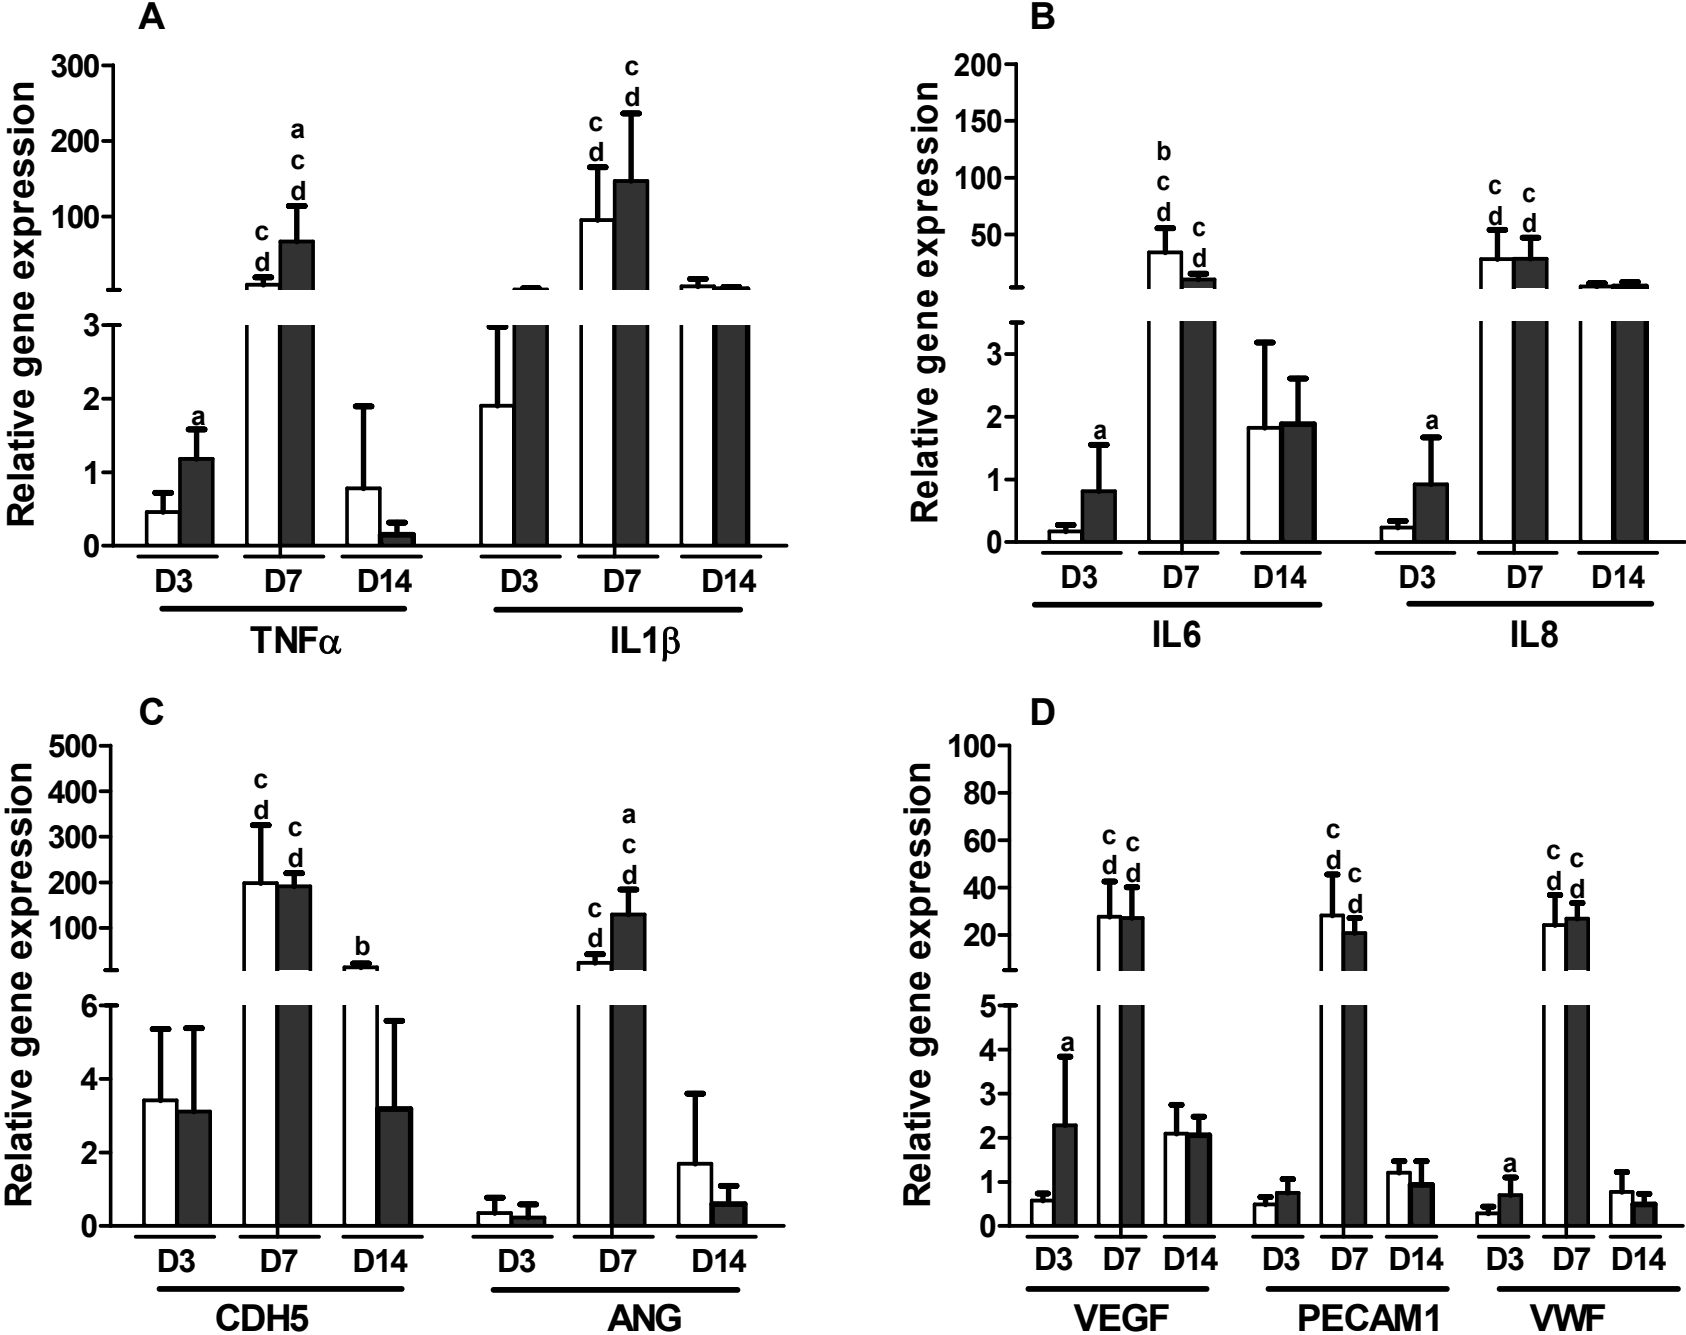 A
Relative gene expression
300
200
100
3
2
1
0
a
c
d
a
c
d
c
d
c
d
D3
D7
D14
D3
D7
D14
TNFα
IL1β
B
Relative gene expression
200
150
100
50
3
2
1
0
a
b
c
d
c
d
a
c
d
c
d
D3
D7
D14
D3
D7
D14
IL6
IL8
C
Relative gene expression
500
400
300
200
100
6
4
2
0
c
d
c
d
b
c
d
a
c
d
D3
D7
D14
D3
D7
D14
CDH5
ANG
D
Relative gene expression
100
80
60
40
20
5
4
3
2
1
0
a
c
d
c
d
c
d
c
d
a
c
d
c
d
D3
D7
D14
D3
D7
D14
D3
D7
D14
VEGF
PECAM1
VWF